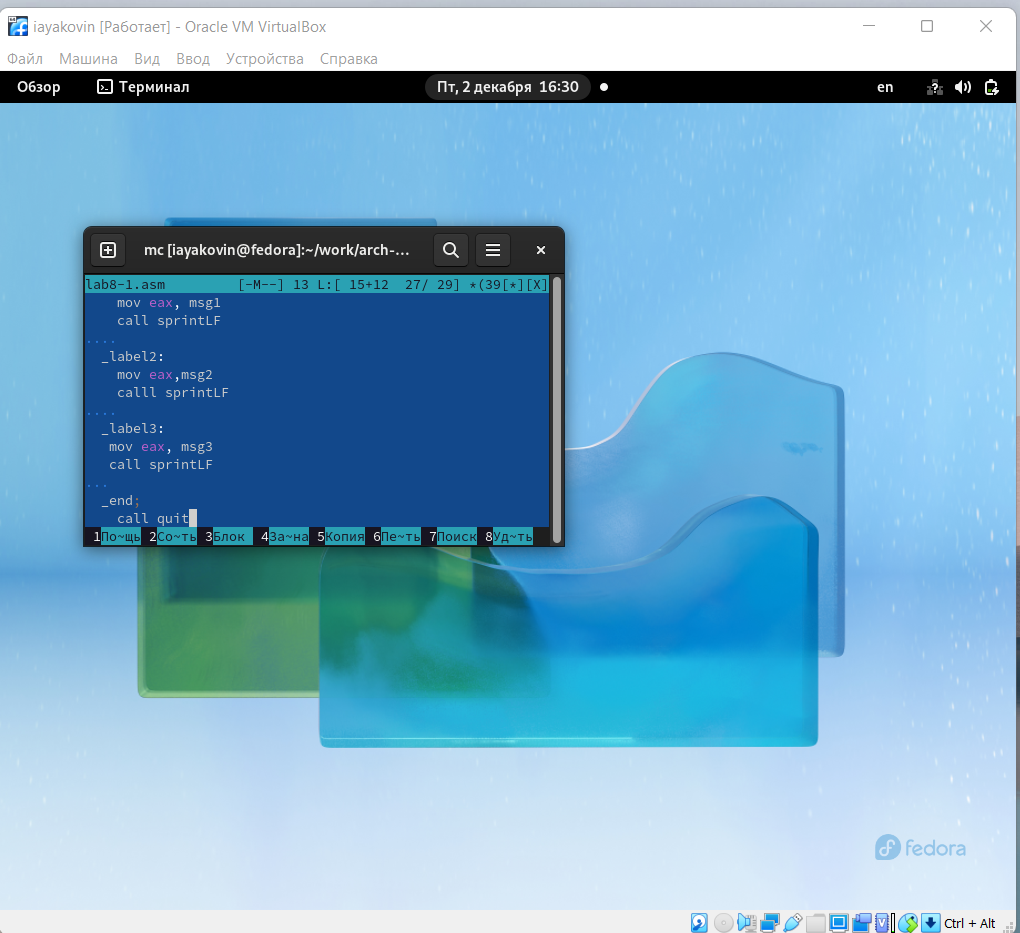 iayakovin [Работает] - Oracle VM VirtualBox
Файл Машина Вид Ввод Устройства Справка
Обзор Терминал Пт, 2 декабря 16:30 en
mc [iayakovin@fedora]:~/work/arch-...
lab8-1.asm [-M--] 13 L:[ 15+12 27/ 29] *(39[*][X]
mov eax, msg1
call sprintLF
....
_label2:
mov eax,msg2
calll sprintLF
....
_label3:
mov eax, msg3
call sprintLF
...
_end;
call quit
1По~щь 2Со~ть 3Блок 4За~на 5Копия 6Пе~ть 7Поиск 8Уд~ть
fedora
Ctrl + Alt